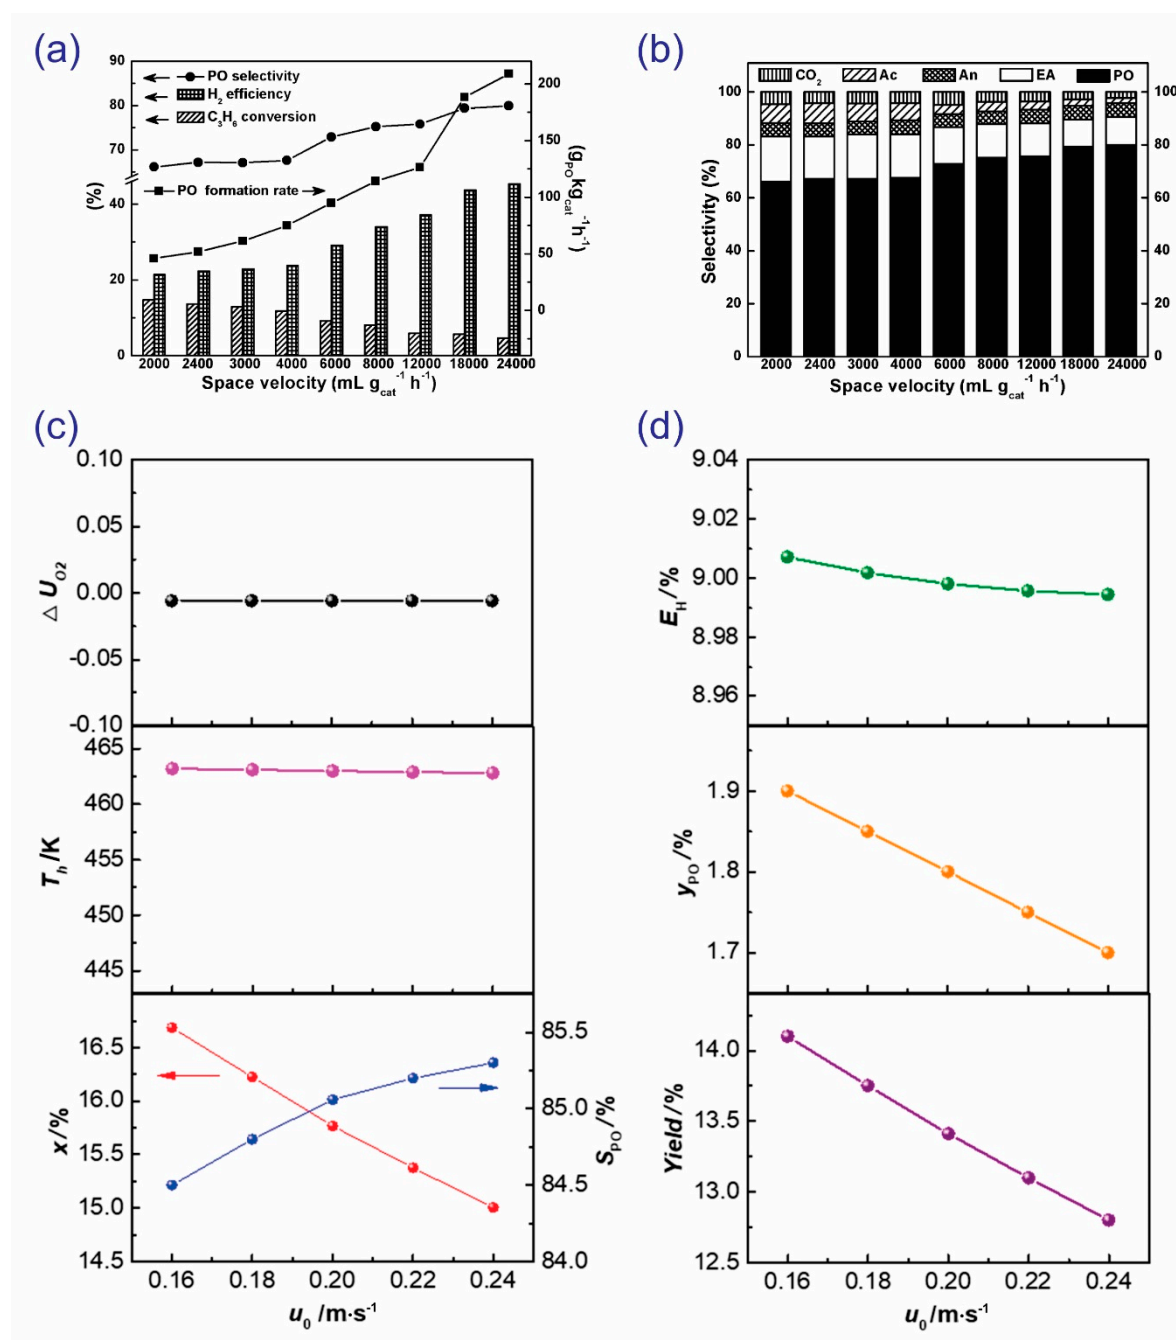 (a)
90
80
70
40
20
0
(%)
PO selectivity
H2 efficiency
C3H6 conversion
PO formation rate
200
150
100
50
0
(gPO kgcat-1h-1)
2000 2400 3000 4000 6000 8000 12000 18000 24000
Space velocity (mL gcat-1 h-1)
(b)
CO2 Ac An EA PO
100
80
60
40
20
0
Selectivity (%)
100
80
60
40
20
0
2000 2400 3000 4000 6000 8000 12000 18000 24000
Space velocity (mL gcat-1 h-1)
(c)
0.10
0.05
0.00
-0.05
-0.10
△ UO2
465
460
455
450
445
Th/K
16.5
16.0
15.5
15.0
14.5
x/%
85.5
85.0
84.5
84.0
SPO/%
0.16 0.18 0.20 0.22 0.24
u0 /m·s-1
(d)
9.04
9.02
9.00
8.98
8.96
EH/%
1.9
1.8
1.7
yPO/%
14.0
13.5
13.0
12.5
Yield/%
0.16 0.18 0.20 0.22 0.24
u0 /m·s-1